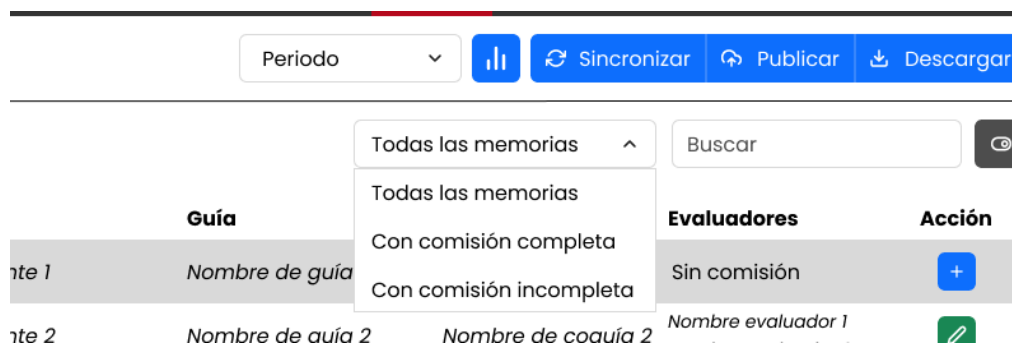 Periodo
Sincronizar
Publicar
Descargar
Todas las memorias
Buscar
Todas las memorias
Con comisión completa
Con comisión incompleta
Guía
Evaluadores
Acción
nte 1
Nombre de guía
Sin comisión
nte 2
Nombre de guía 2
Nombre de coguía 2
Nombre evaluador 1